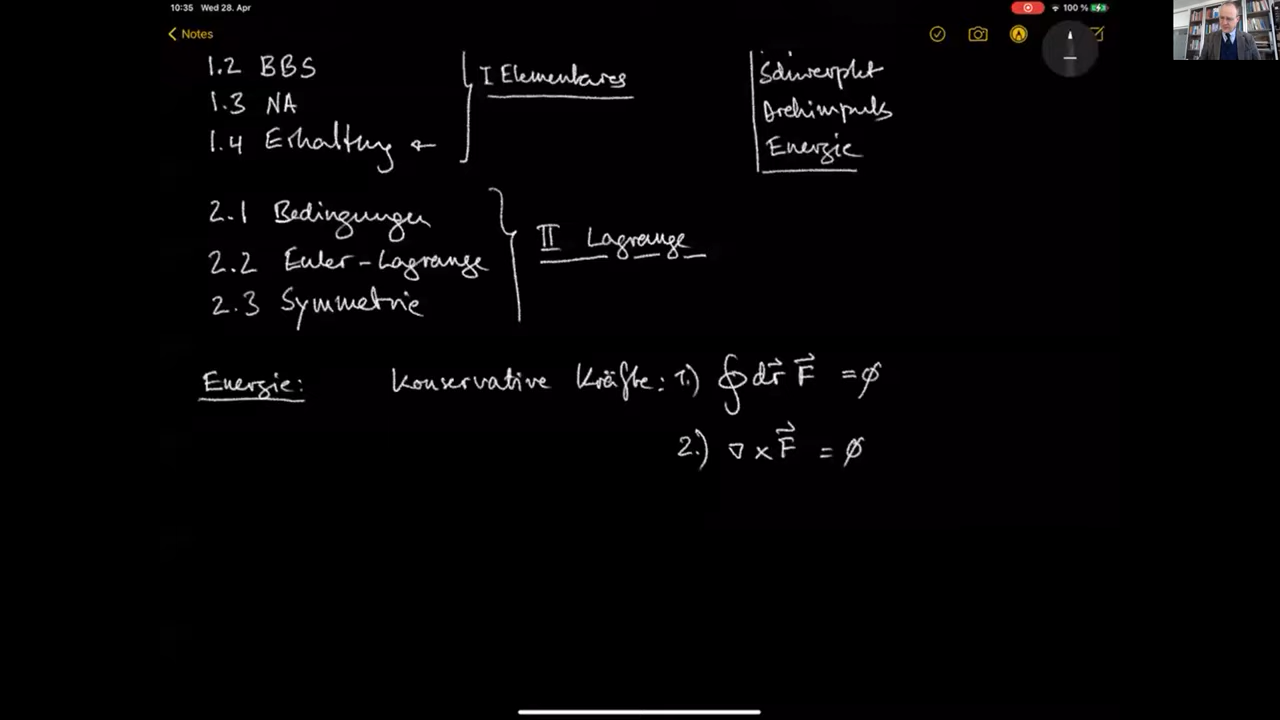 10:35 Wed 28. Apr 100 %
Notes
1.2 BBS
1.3 NA
1.4 Erhaltung ←
I Elementares
Schwerpkt
Drehimpuls
Energie
2.1 Bedingungen
2.2 Euler-Lagrange
2.3 Symmetrie
II Lagrange
Energie: Konservative Kräfte: 1.) ∮ dr⃗ F⃗ = ∅
2.) ∇ × F⃗ = ∅